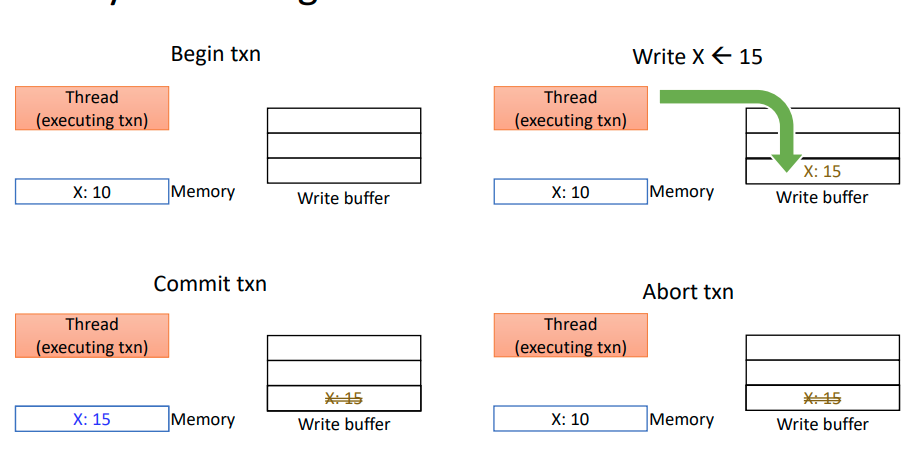 Begin txn
Thread
(executing txn)
X: 10
Memory
Write buffer
Write X ← 15
Thread
(executing txn)
X: 15
X: 10
Memory
Write buffer
Commit txn
Thread
(executing txn)
X: 15
X: 15
Memory
Write buffer
Abort txn
Thread
(executing txn)
X: 15
X: 10
Memory
Write buffer